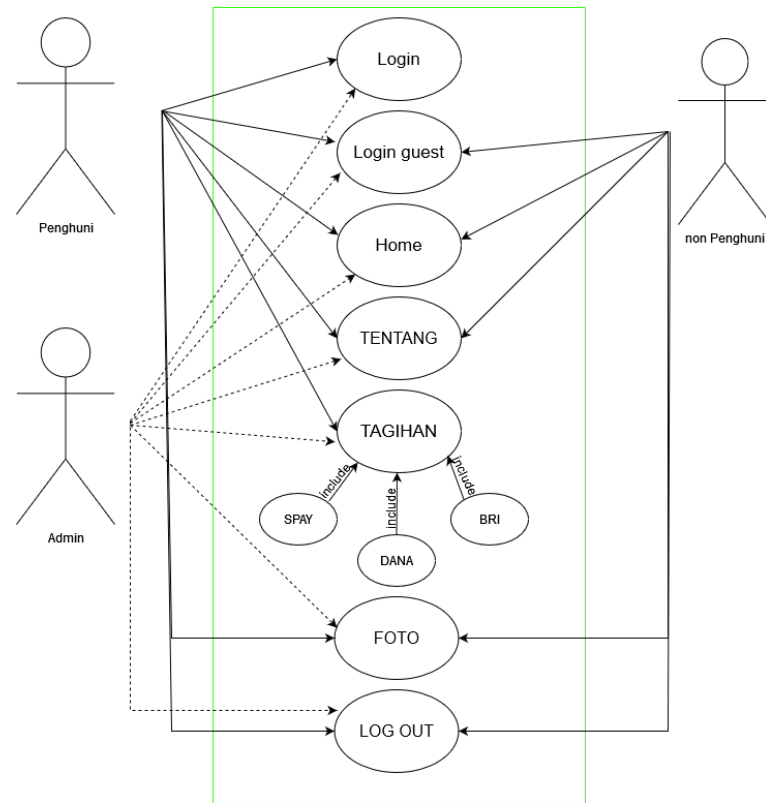 Login
Login guest
Penghuni
non Penghuni
Home
TENTANG
TAGIHAN
include
include
include
SPAY
BRI
Admin
DANA
FOTO
LOG OUT